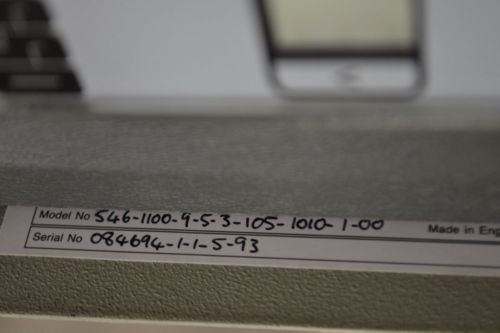 Model No 546-1100-9-5-3-105-1010-1-00 Made in Eng
Serial No 084694-1-1-5-93